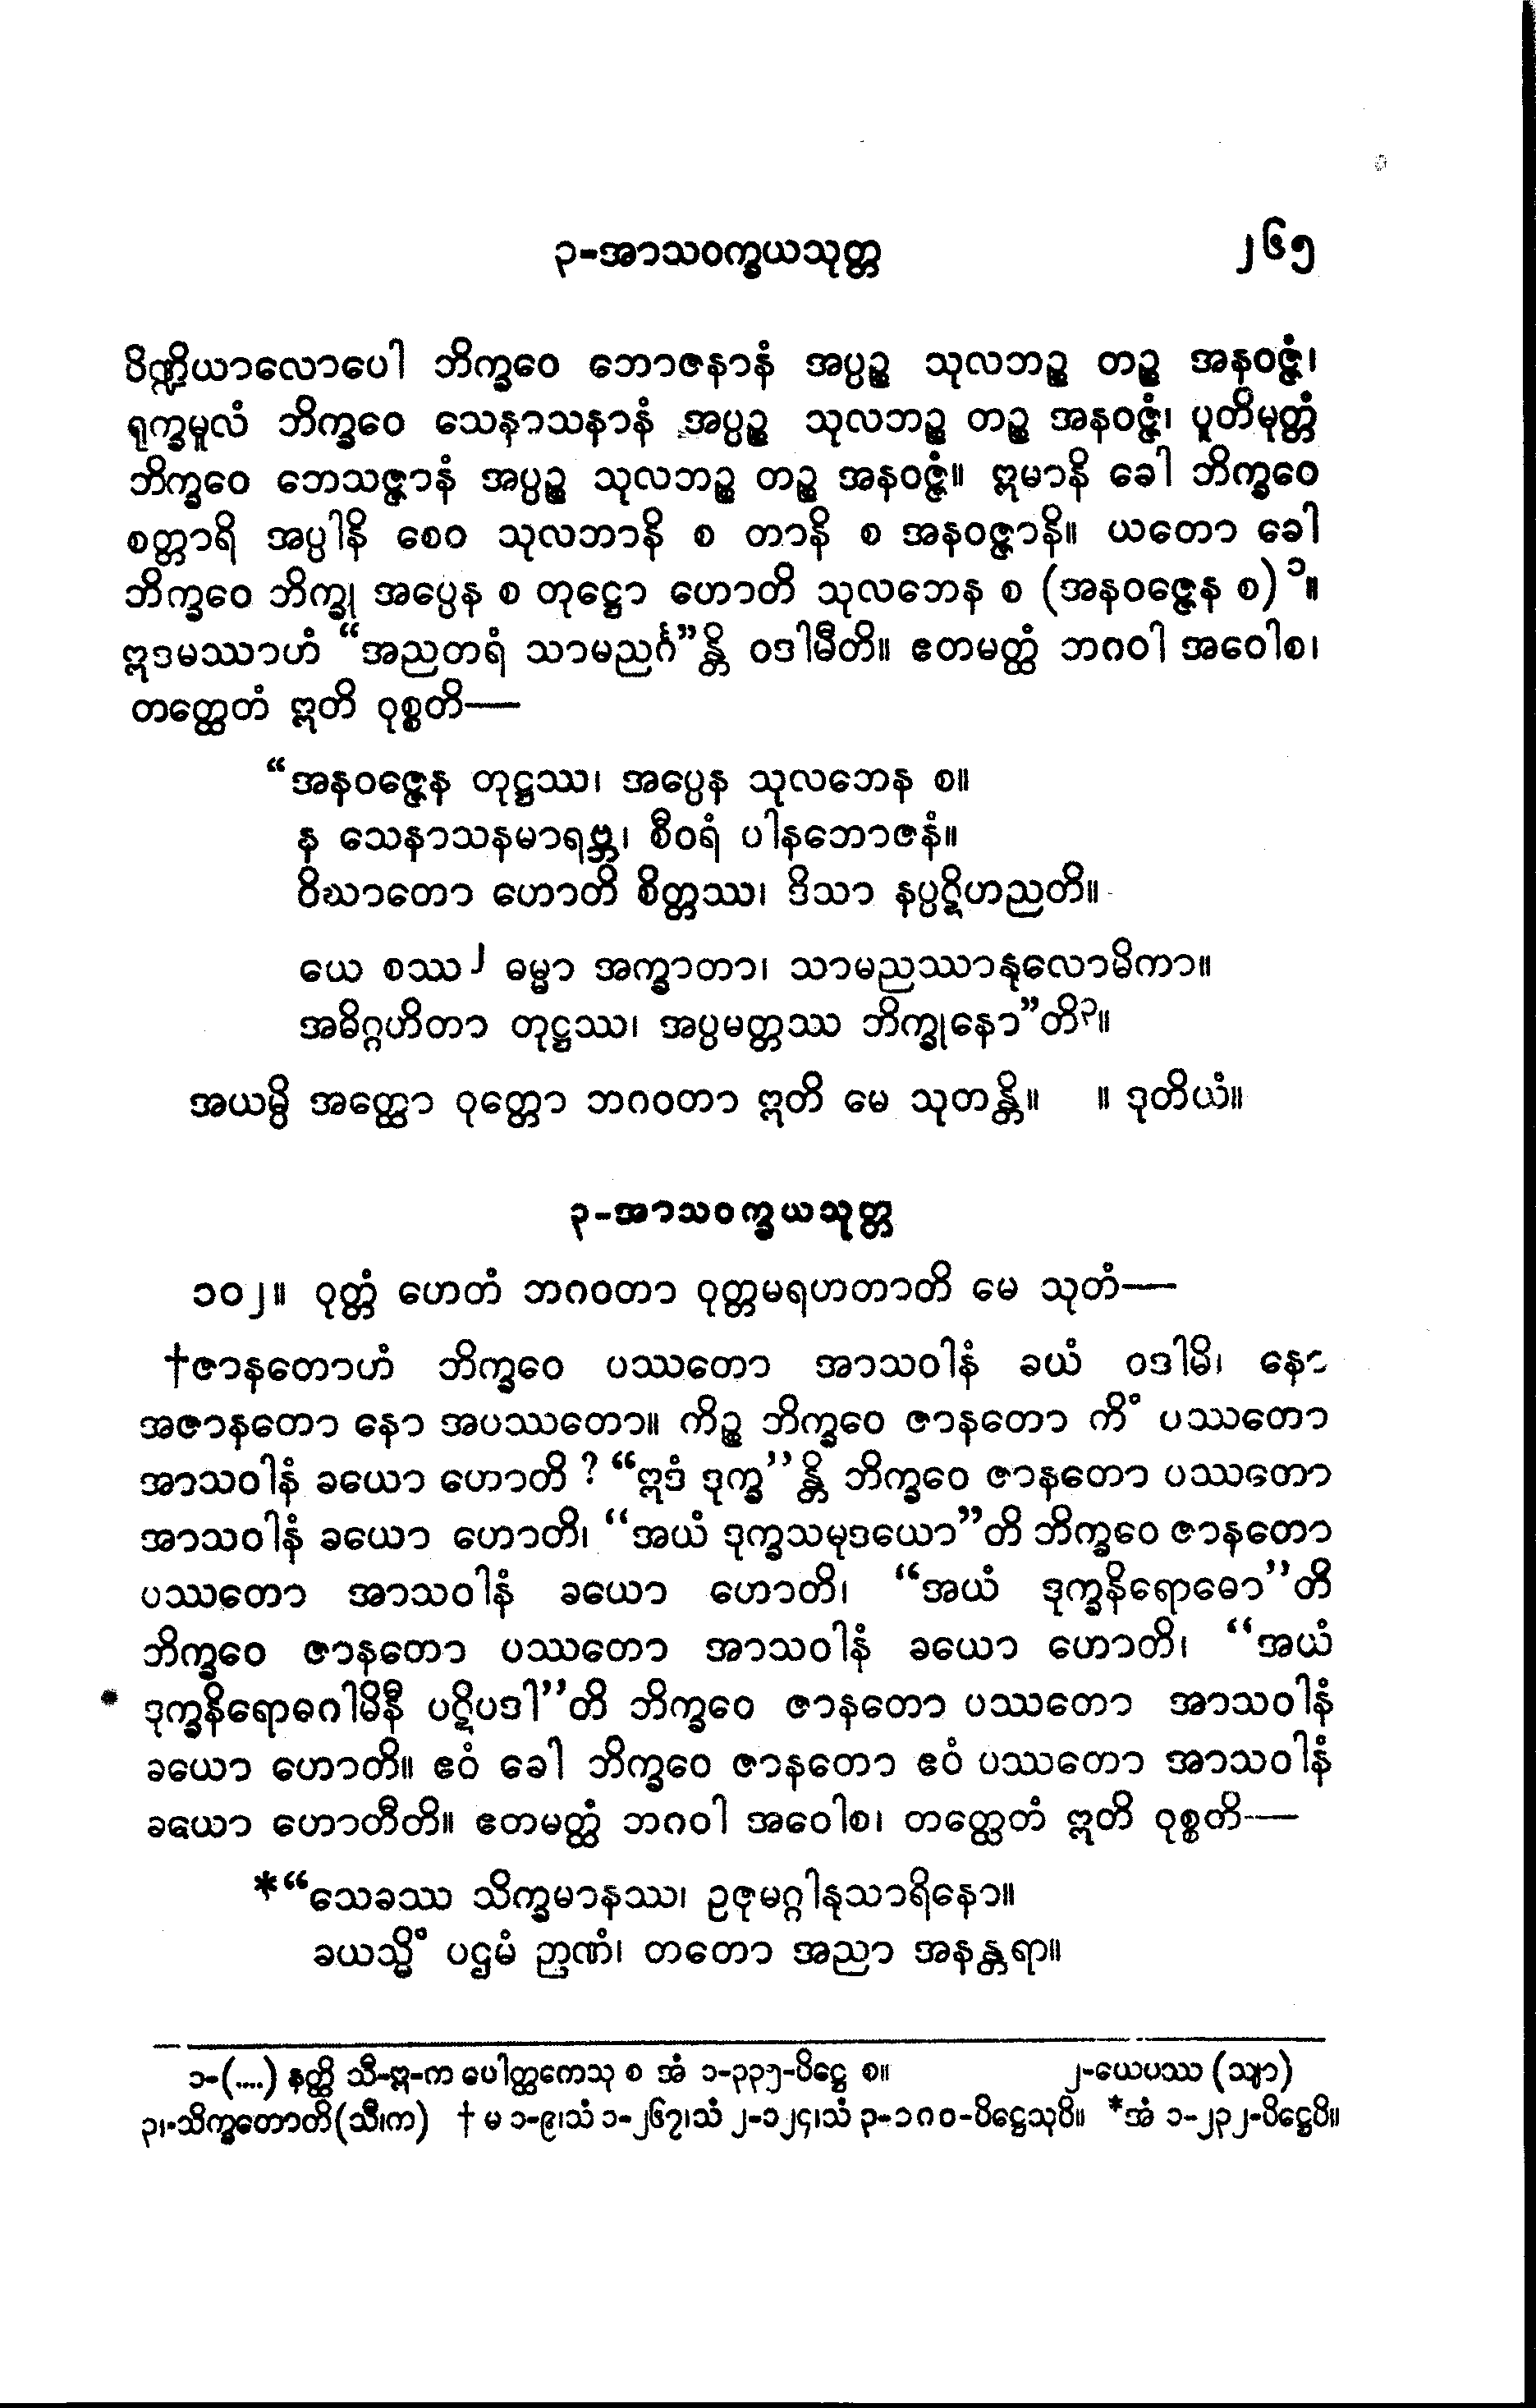 ၃-အာသဝက္ခယသုတ္တ ၂၆၅
ပိဏ္ဍိယာလောပေါ ဘိက္ခဝေ ဘောဇနာနံ အပ္ပဉ္စ သုလဘဉ္စ တဉ္စ အနဝဇ္ဇံ၊
ရုက္ခမူလံ ဘိက္ခဝေ သေနာသနာနံ အပ္ပဉ္စ သုလဘဉ္စ တဉ္စ အနဝဇ္ဇံ၊ ပူတိမုတ္တံ
ဘိက္ခဝေ ဘေသဇ္ဇာနံ အပ္ပဉ္စ သုလဘဉ္စ တဉ္စ အနဝဇ္ဇံ။ ဣမာနိ ခေါ ဘိက္ခဝေ
စတ္တာရိ အပ္ပါနိ စေဝ သုလဘာနိ စ တာနိ စ အနဝဇ္ဇာနိ။ ယတော ခေါ
ဘိက္ခဝေ ဘိက္ခု အပ္ပေန စ တုဋ္ဌော ဟောတိ သုလဘေန စ (အနဝဇ္ဇေန စ)၁။
ဣဒမဿာဟံ “အညတရံ သာမညင်္ဂ”န္တိ ဝဒါမီတိ။ ဧတမတ္ထံ ဘဂဝါ အဝေါစ၊
တတ္ထေတံ ဣတိ ဝုစ္စတိ—
“အနဝဇ္ဇေန တုဋ္ဌဿ၊ အပ္ပေန သုလဘေန စ။
န သေနာသနမာရဗ္ဘ၊ စီဝရံ ပါနဘောဇနံ။
ဝိဃာတော ဟောတိ စိတ္တဿ၊ ဒိသာ နပ္ပဋိဟညတိ။
ယေ စဿ၂ ဓမ္မာ အက္ခာတာ၊ သာမညဿာနုလောမိကာ။
အဓိဂ္ဂဟိတာ တုဋ္ဌဿ၊ အပ္ပမတ္တဿ ဘိက္ခုနော”တိ၃။
အယမ္ပိ အတ္ထော ဝုတ္တော ဘဂဝတာ ဣတိ မေ သုတန္တိ။ ။ ဒုတိယံ။
၃-အာသဝက္ခယသုတ္တ
၁၀၂။ ဝုတ္တံ ဟေတံ ဘဂဝတာ ဝုတ္တမရဟတာတိ မေ သုတံ—
†ဇာနတောဟံ ဘိက္ခဝေ ပဿတော အာသဝါနံ ခယံ ဝဒါမိ၊ နော
အဇာနတော နော အပဿတော။ ကိဉ္စ ဘိက္ခဝေ ဇာနတော ကိံ ပဿတော
အာသဝါနံ ခယော ဟောတိ ? “ဣဒံ ဒုက္ခ”န္တိ ဘိက္ခဝေ ဇာနတော ပဿတော
အာသဝါနံ ခယော ဟောတိ၊ “အယံ ဒုက္ခသမုဒယော”တိ ဘိက္ခဝေ ဇာနတော
ပဿတော အာသဝါနံ ခယော ဟောတိ၊ “အယံ ဒုက္ခနိရောဓော”တိ
ဘိက္ခဝေ ဇာနတော ပဿတော အာသဝါနံ ခယော ဟောတိ၊ “အယံ
ဒုက္ခနိရောဓဂါမိနီ ပဋိပဒါ”တိ ဘိက္ခဝေ ဇာနတော ပဿတော အာသဝါနံ
ခယော ဟောတိ။ ဧဝံ ခေါ ဘိက္ခဝေ ဇာနတော ဧဝံ ပဿတော အာသဝါနံ
ခယော ဟောတီတိ။ ဧတမတ္ထံ ဘဂဝါ အဝေါစ၊ တတ္ထေတံ ဣတိ ဝုစ္စတိ—
*“သေခဿ သိက္ခမာနဿ၊ ဥဇုမဂ္ဂါနုသာရိနော။
ခယသ္မိံ ပဌမံ ဉာဏံ၊ တတော အညာ အနန္တရာ။
၁-(....) နတ္ထိ သီ-ဣ-က ပေါတ္ထကေသု စ အံ ၁-၃၃၅-ပိဋ္ဌေ စ။ ၂-ယေပဿ (သျာ)
၃၊-သိက္ခတောတိ(သီ၊က) † မ ၁-၉၊သံ ၁-၂၆၇၊သံ ၂-၁၂၄၊သံ ၃-၁၀၀-ပိဋ္ဌေသုပိ။ *အံ ၁-၂၃၂-ပိဋ္ဌေပိ။